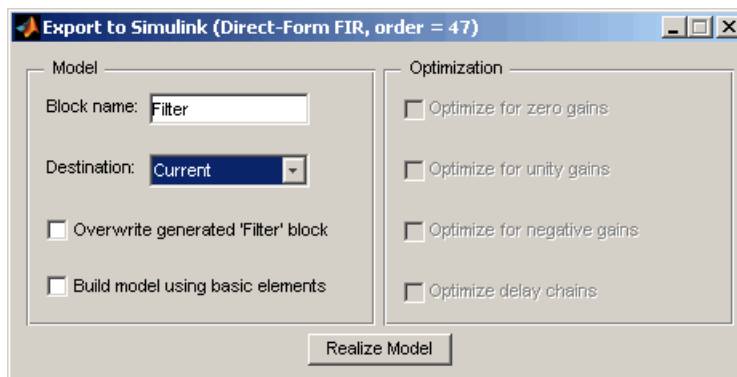 Export to Simulink (Direct-Form FIR, order = 47)
Model
Block name: Filter
Destination: Current
Overwrite generated 'Filter' block
Build model using basic elements
Optimization
Optimize for zero gains
Optimize for unity gains
Optimize for negative gains
Optimize delay chains
Realize Model